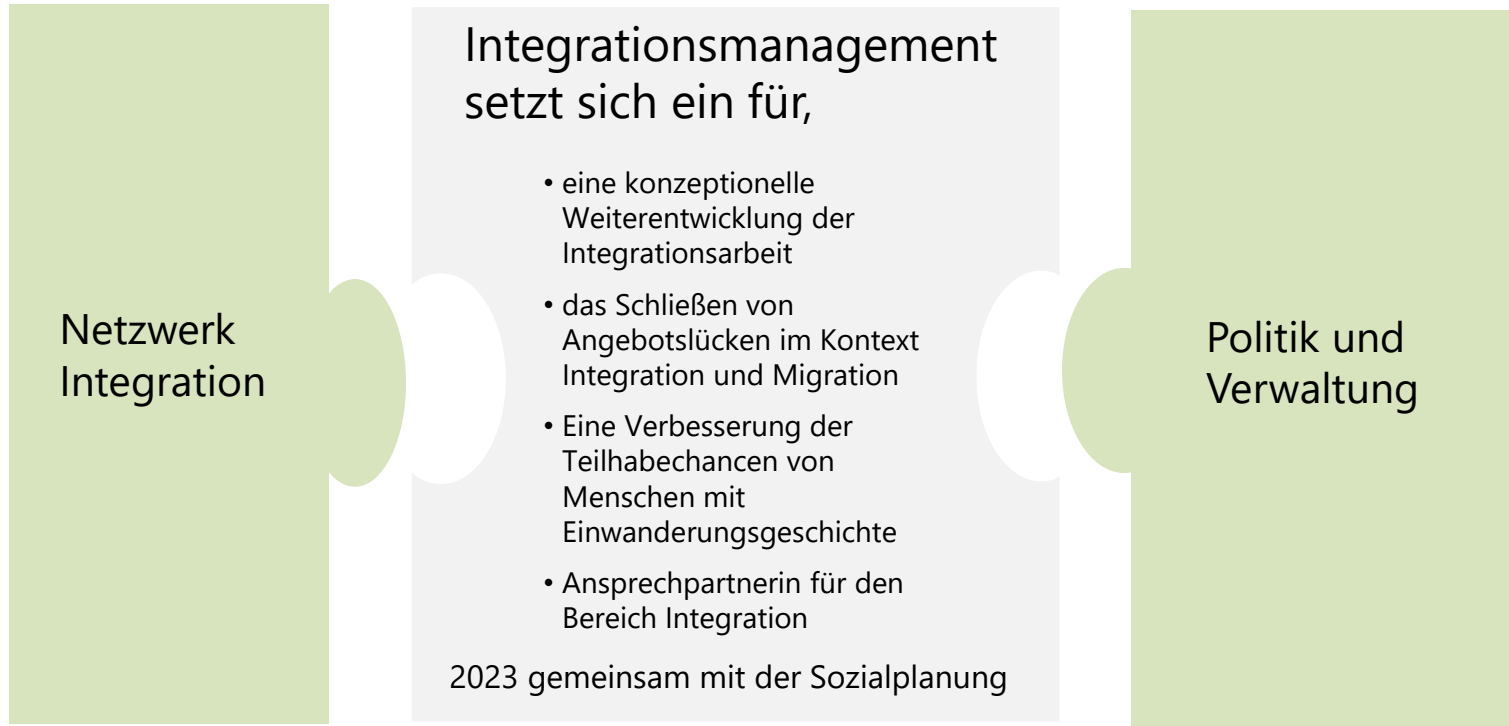 Netzwerk
Integration
Integrationsmanagement
setzt sich ein für,
• eine konzeptionelle
Weiterentwicklung der
Integrationsarbeit
• das Schließen von
Angebotslücken im Kontext
Integration und Migration
• Eine Verbesserung der
Teilhabechancen von
Menschen mit
Einwanderungsgeschichte
• Ansprechpartnerin für den
Bereich Integration
2023 gemeinsam mit der Sozialplanung
Politik und
Verwaltung